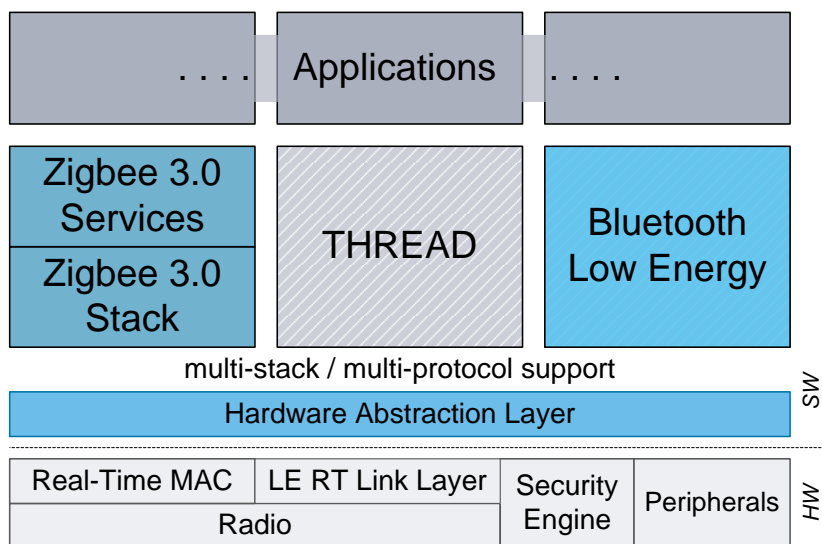 . . . . Applications . . . .
Zigbee 3.0
Services
Zigbee 3.0
Stack
THREAD
Bluetooth
Low Energy
multi-stack / multi-protocol support
SW
Hardware Abstraction Layer
Real-Time MAC
LE RT Link Layer
Radio
Security
Engine
Peripherals
HW